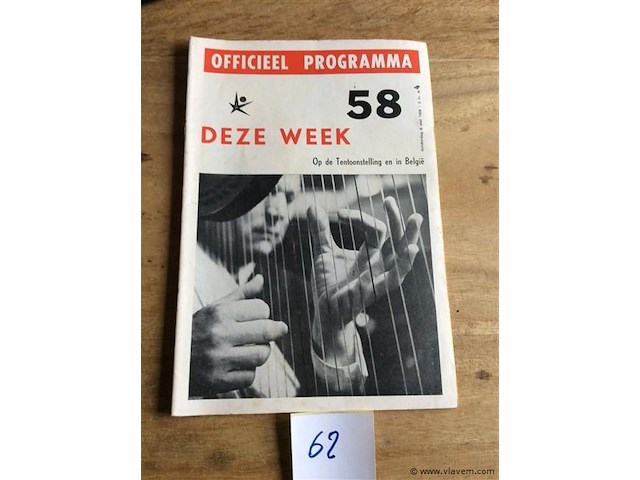 OFFICIEEL PROGRAMMA
58
DEZE WEEK
Op de Tentoonstelling en in België
62
© www.vlavem.com